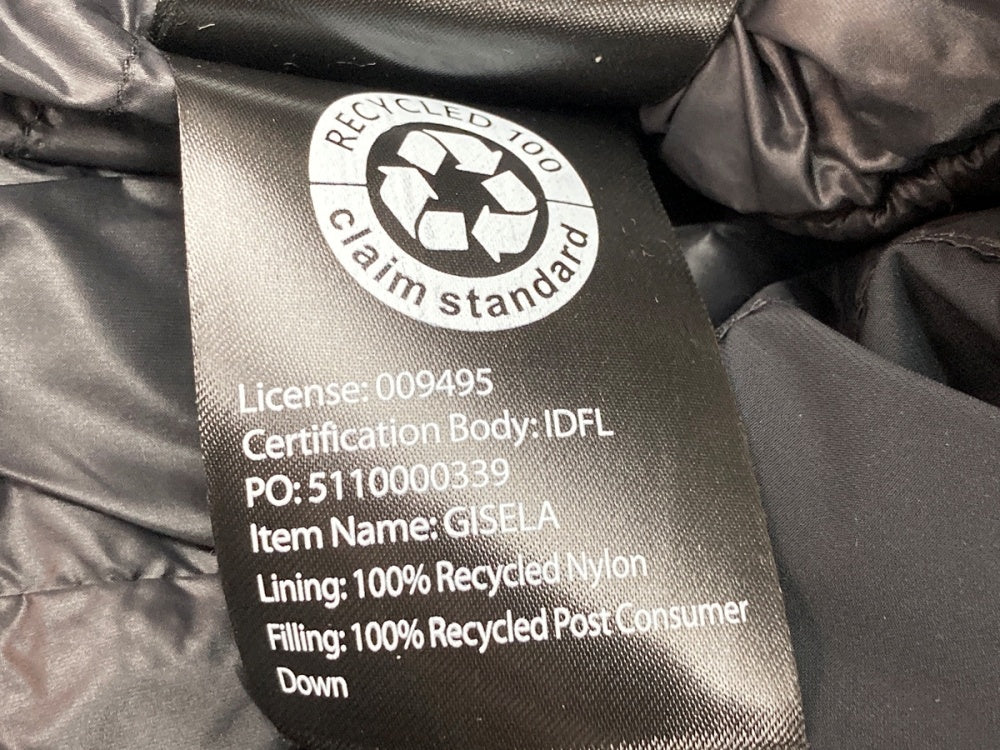 RECYCLED 100
claim standard
License: 009495
Certification Body: IDFL
PO: 5110000339
Item Name: GISELA
Lining: 100% Recycled Nylon
Filling: 100% Recycled Post Consumer
Down